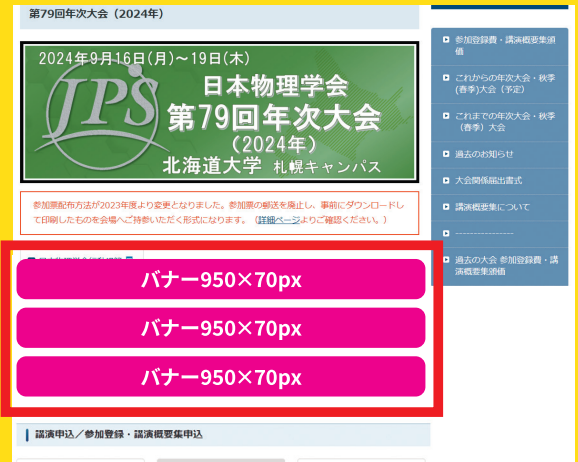 第79回年次大会（2024年）
2024年9月16日(月)～19日(木)
JPS
日本物理学会
第79回年次大会
(2024年)
北海道大学 札幌キャンパス
参加票配布方法が2023年度より変更となりました。参加票の郵送を廃止し、事前にダウンロードし
て印刷したものを会場へご持参いただく形式になります。（詳細ページよりご確認ください。）
バナー950×70px
バナー950×70px
バナー950×70px
講演申込／参加登録・講演概要集申込
参加登録費・講演概要集頒
価
これからの年次大会・秋季
(春季)大会（予定）
これまでの年次大会・秋季
（春季）大会
過去のお知らせ
大会関係届出書式
講演概要集について
----------------
過去の大会 参加登録費・講
演概要集頒価